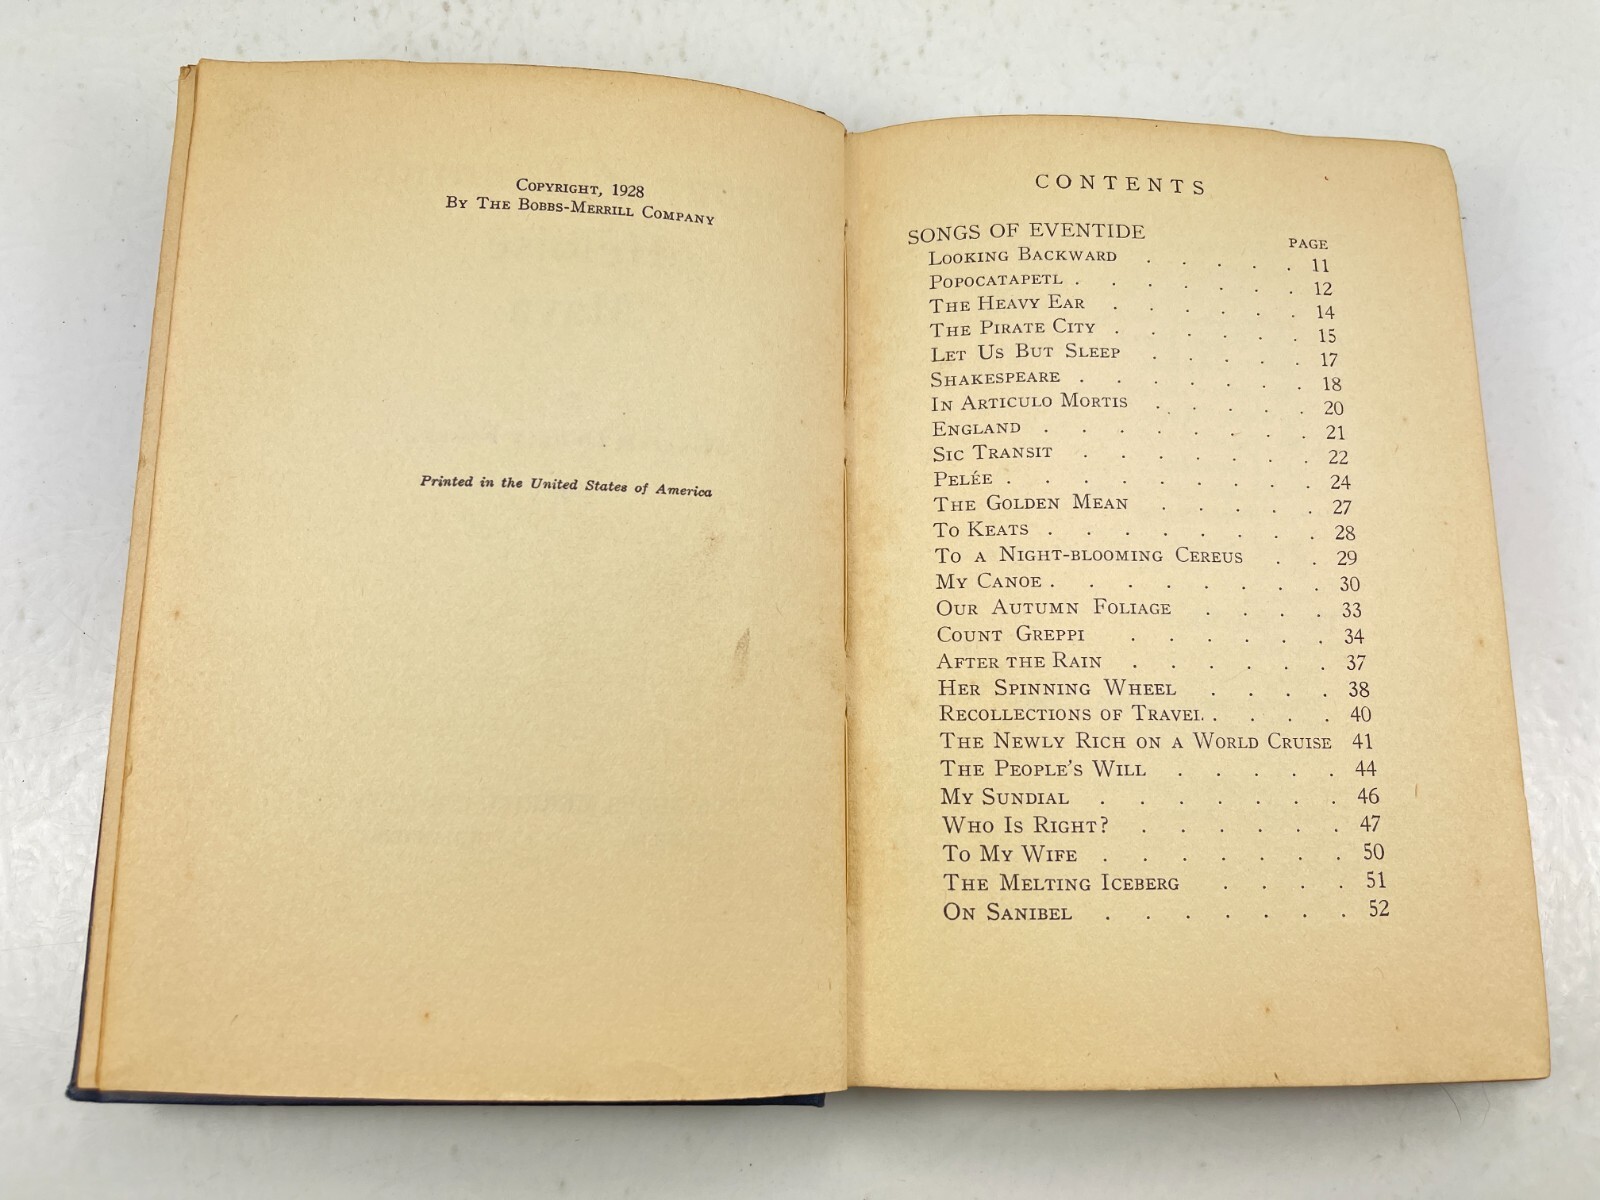 Copyright, 1928
By The Bobbs-Merrill Company
Printed in the United States of America
CONTENTS
SONGS OF EVENTIDE
PAGE
Looking Backward . . . . . 11
Popocatapetl . . . . . . . 12
The Heavy Ear . . . . . . 14
The Pirate City . . . . . . 15
Let Us But Sleep . . . . . 17
Shakespeare . . . . . . . 18
In Articulo Mortis . . . . . 20
England . . . . . . . . 21
Sic Transit . . . . . . . 22
Pelée . . . . . . . . . 24
The Golden Mean . . . . . 27
To Keats . . . . . . . . 28
To a Night-blooming Cereus . . 29
My Canoe . . . . . . . . 30
Our Autumn Foliage . . . . 33
Count Greppi . . . . . . 34
After the Rain . . . . . . 37
Her Spinning Wheel . . . . 38
Recollections of Travel . . . . 40
The Newly Rich on a World Cruise 41
The People's Will . . . . . 44
My Sundial . . . . . . . 46
Who Is Right? . . . . . . 47
To My Wife . . . . . . . 50
The Melting Iceberg . . . . 51
On Sanibel . . . . . . . 52